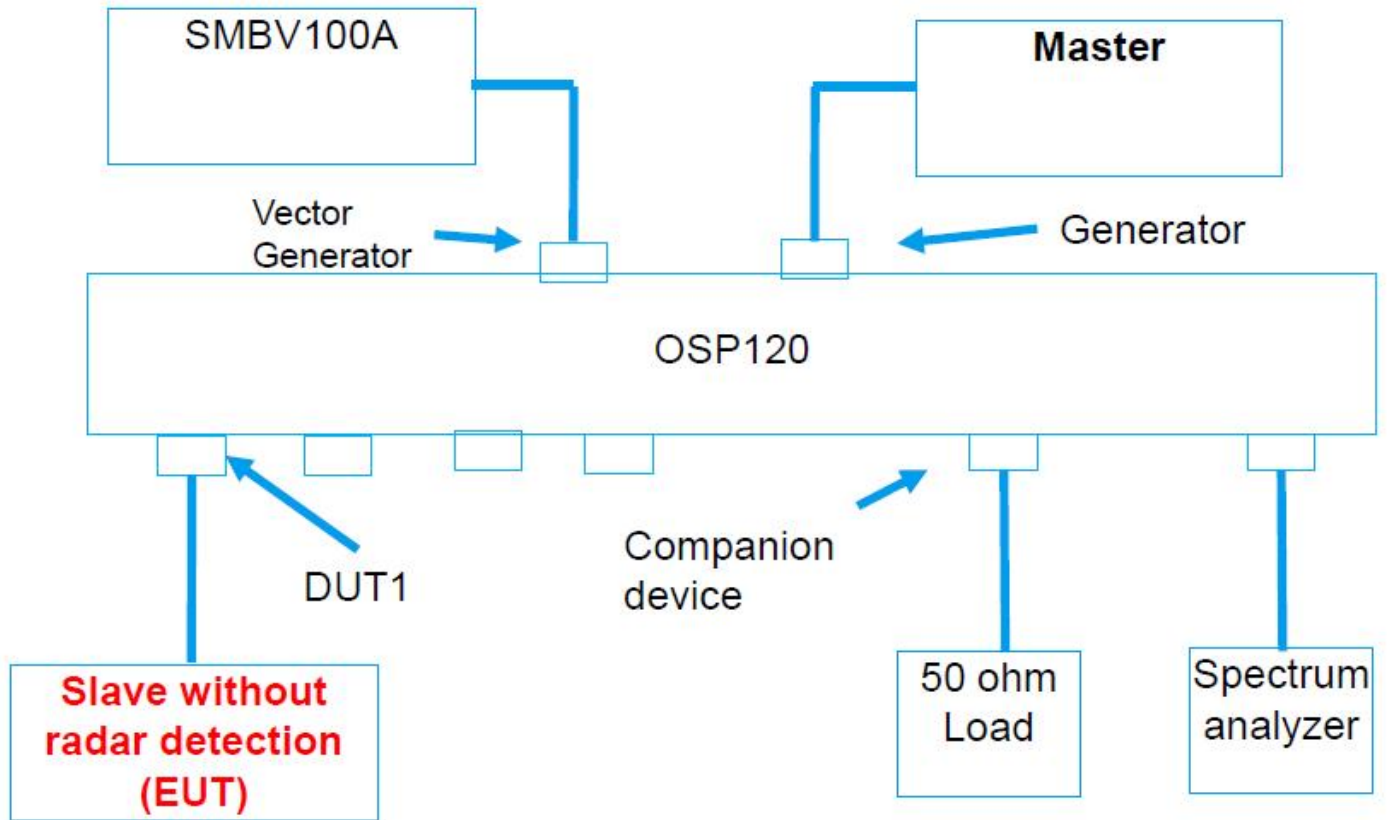 SMBV100A
Master
Vector
Generator
Generator
OSP120
DUT1
Companion
device
Slave without
radar detection
(EUT)
50 ohm
Load
Spectrum
analyzer